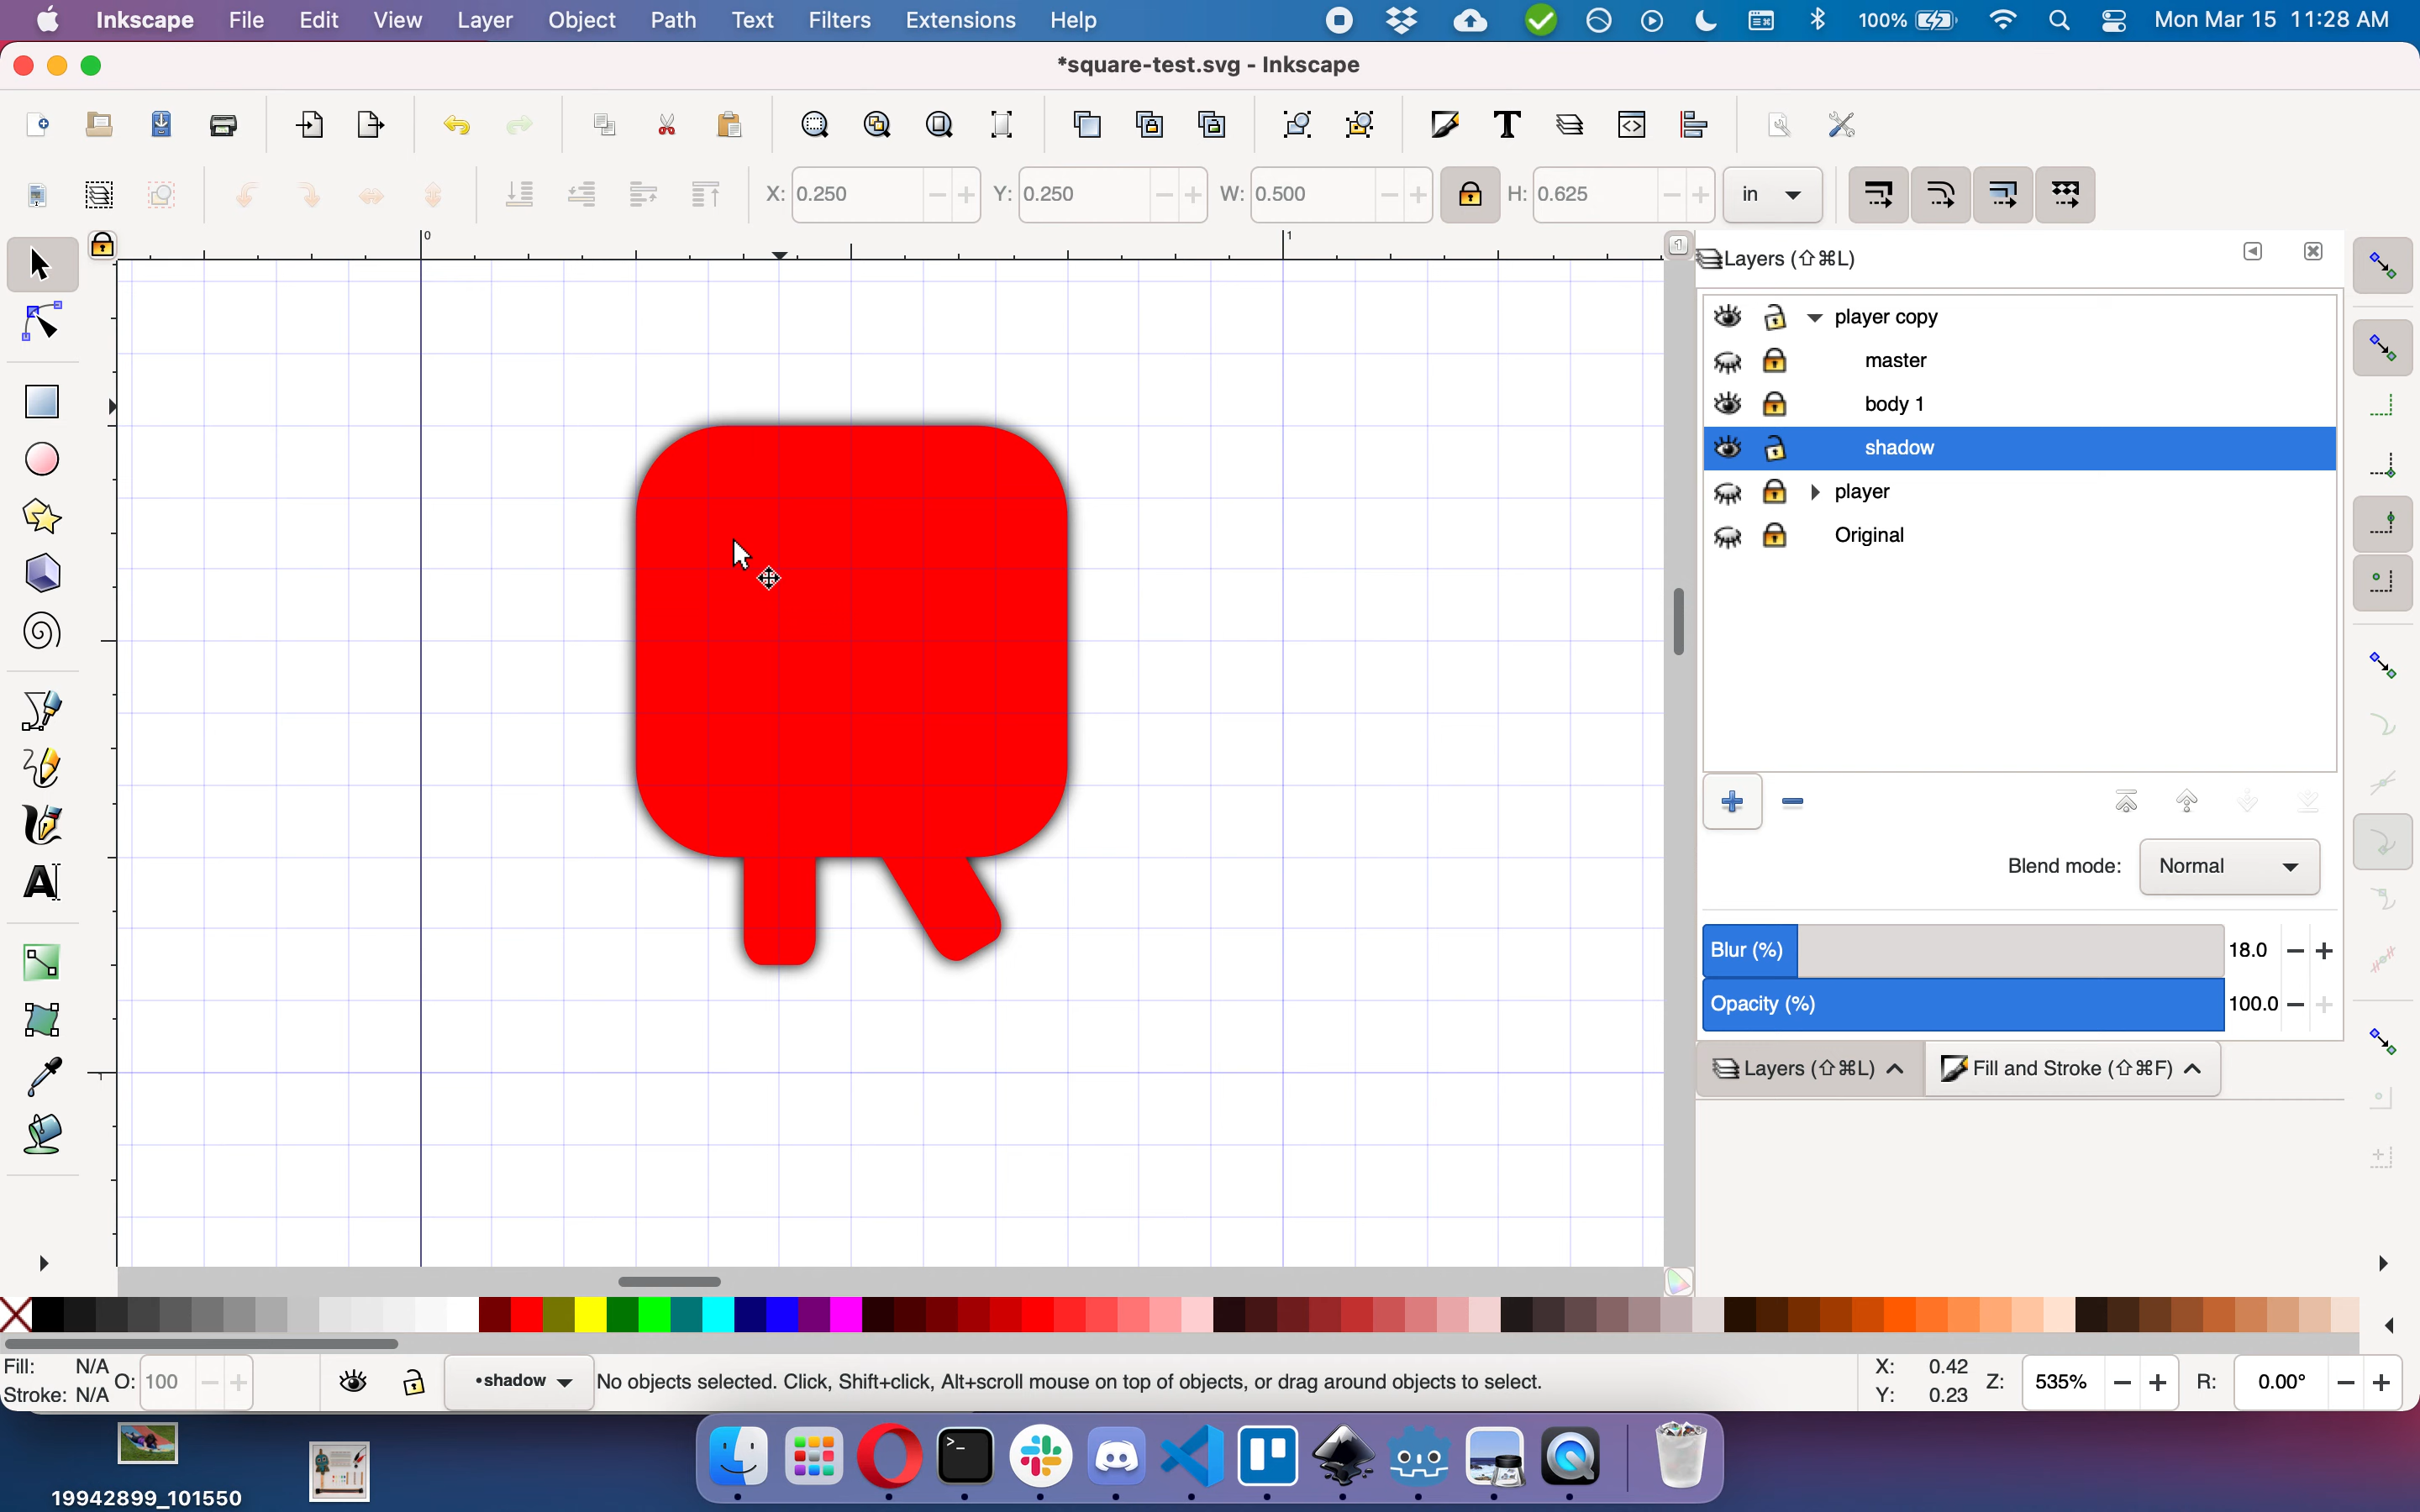 Inkscape File Edit View Layer Object Path Text Filters Extensions Help 100% Mon Mar 15 11:28 AM
*square-test.svg - Inkscape
X: 0.250 Y: 0.250 W: 0.500 H: 0.625 in
0 1
1
Layers (⇧⌘L)
player copy
master
body 1
shadow
player
Original
Blend mode: Normal
Blur (%) 18.0
Opacity (%) 100.0
Layers (⇧⌘L) Fill and Stroke (⇧⌘F)
Fill: N/A O: 100 •shadow No objects selected. Click, Shift+click, Alt+scroll mouse on top of objects, or drag around objects to select. X: 0.42 Z: 535% R: 0.00°
Stroke: N/A Y: 0.23
19942899_101550